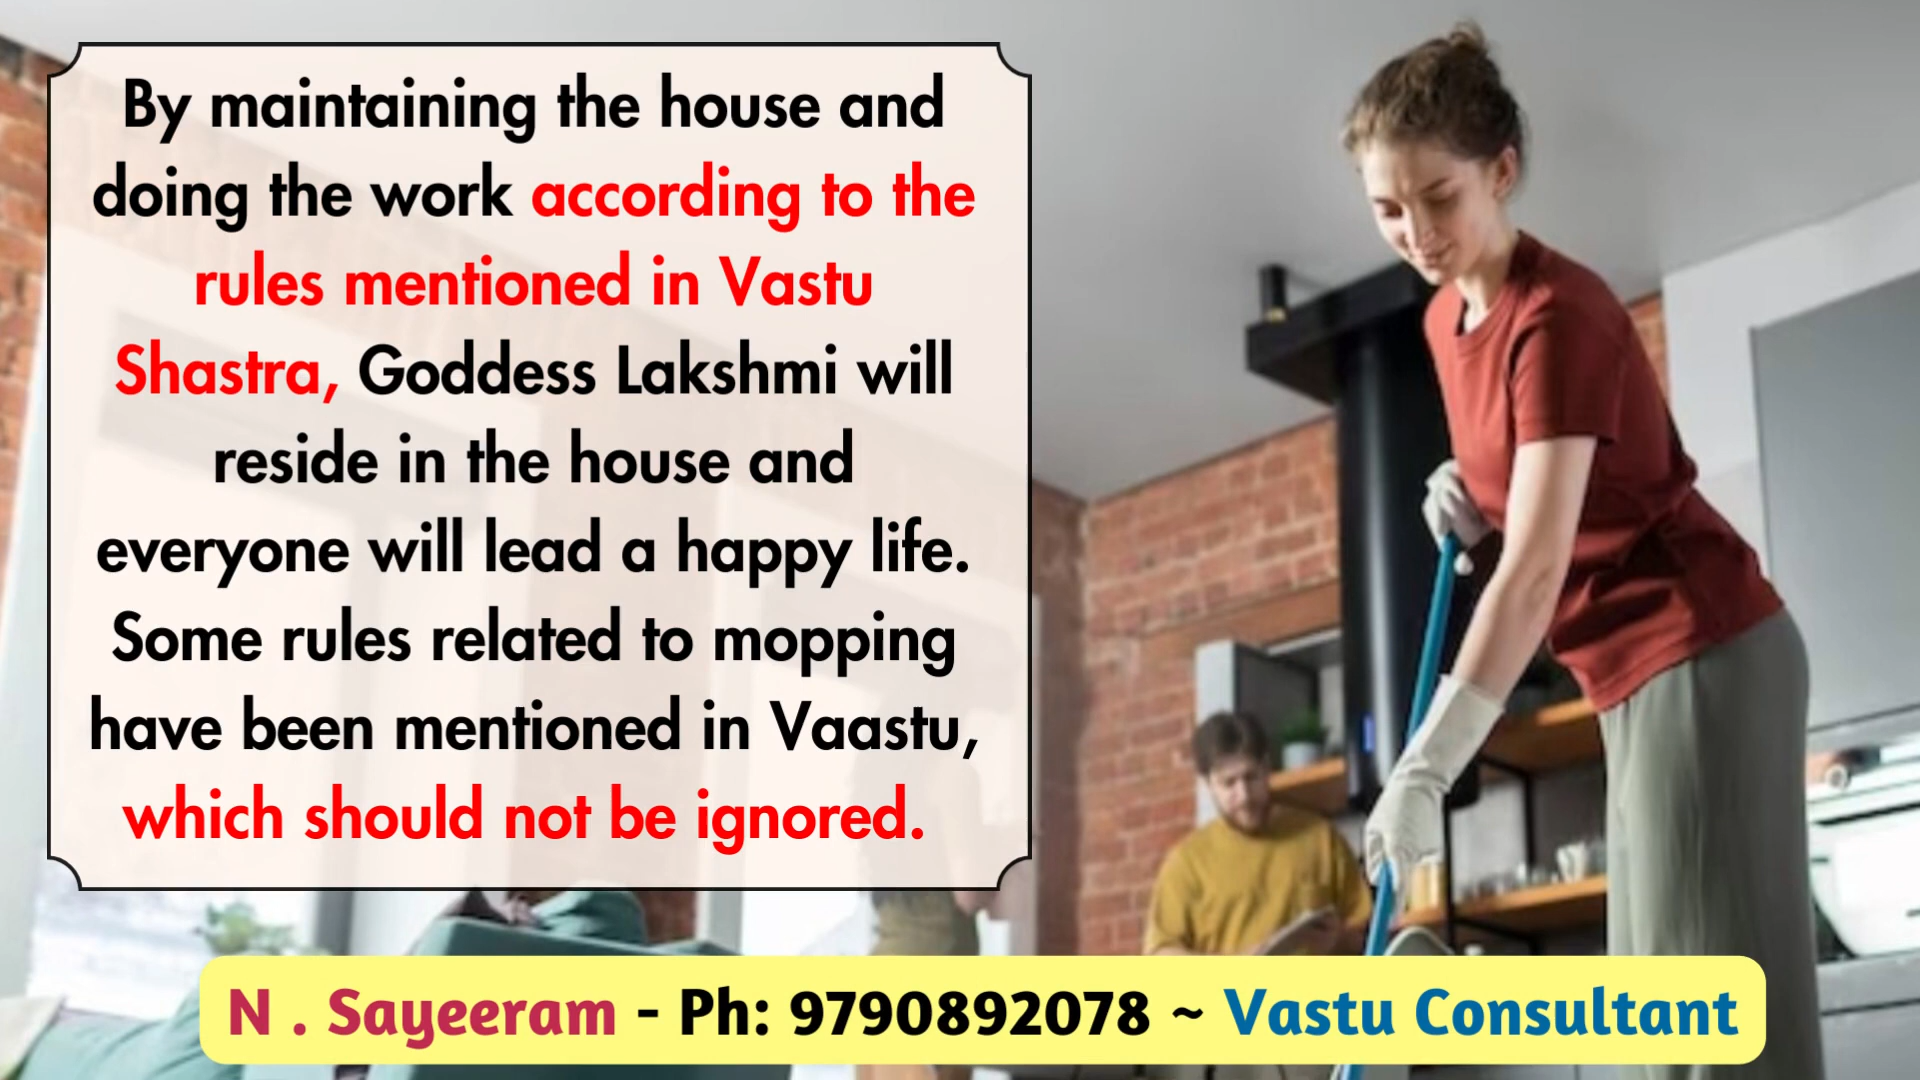 By maintaining the house and
doing the work according to the
rules mentioned in Vastu
Shastra, Goddess Lakshmi will
reside in the house and
everyone will lead a happy life.
Some rules related to mopping
have been mentioned in Vaastu,
which should not be ignored.
N . Sayeeram - Ph: 9790892078 ~ Vastu Consultant